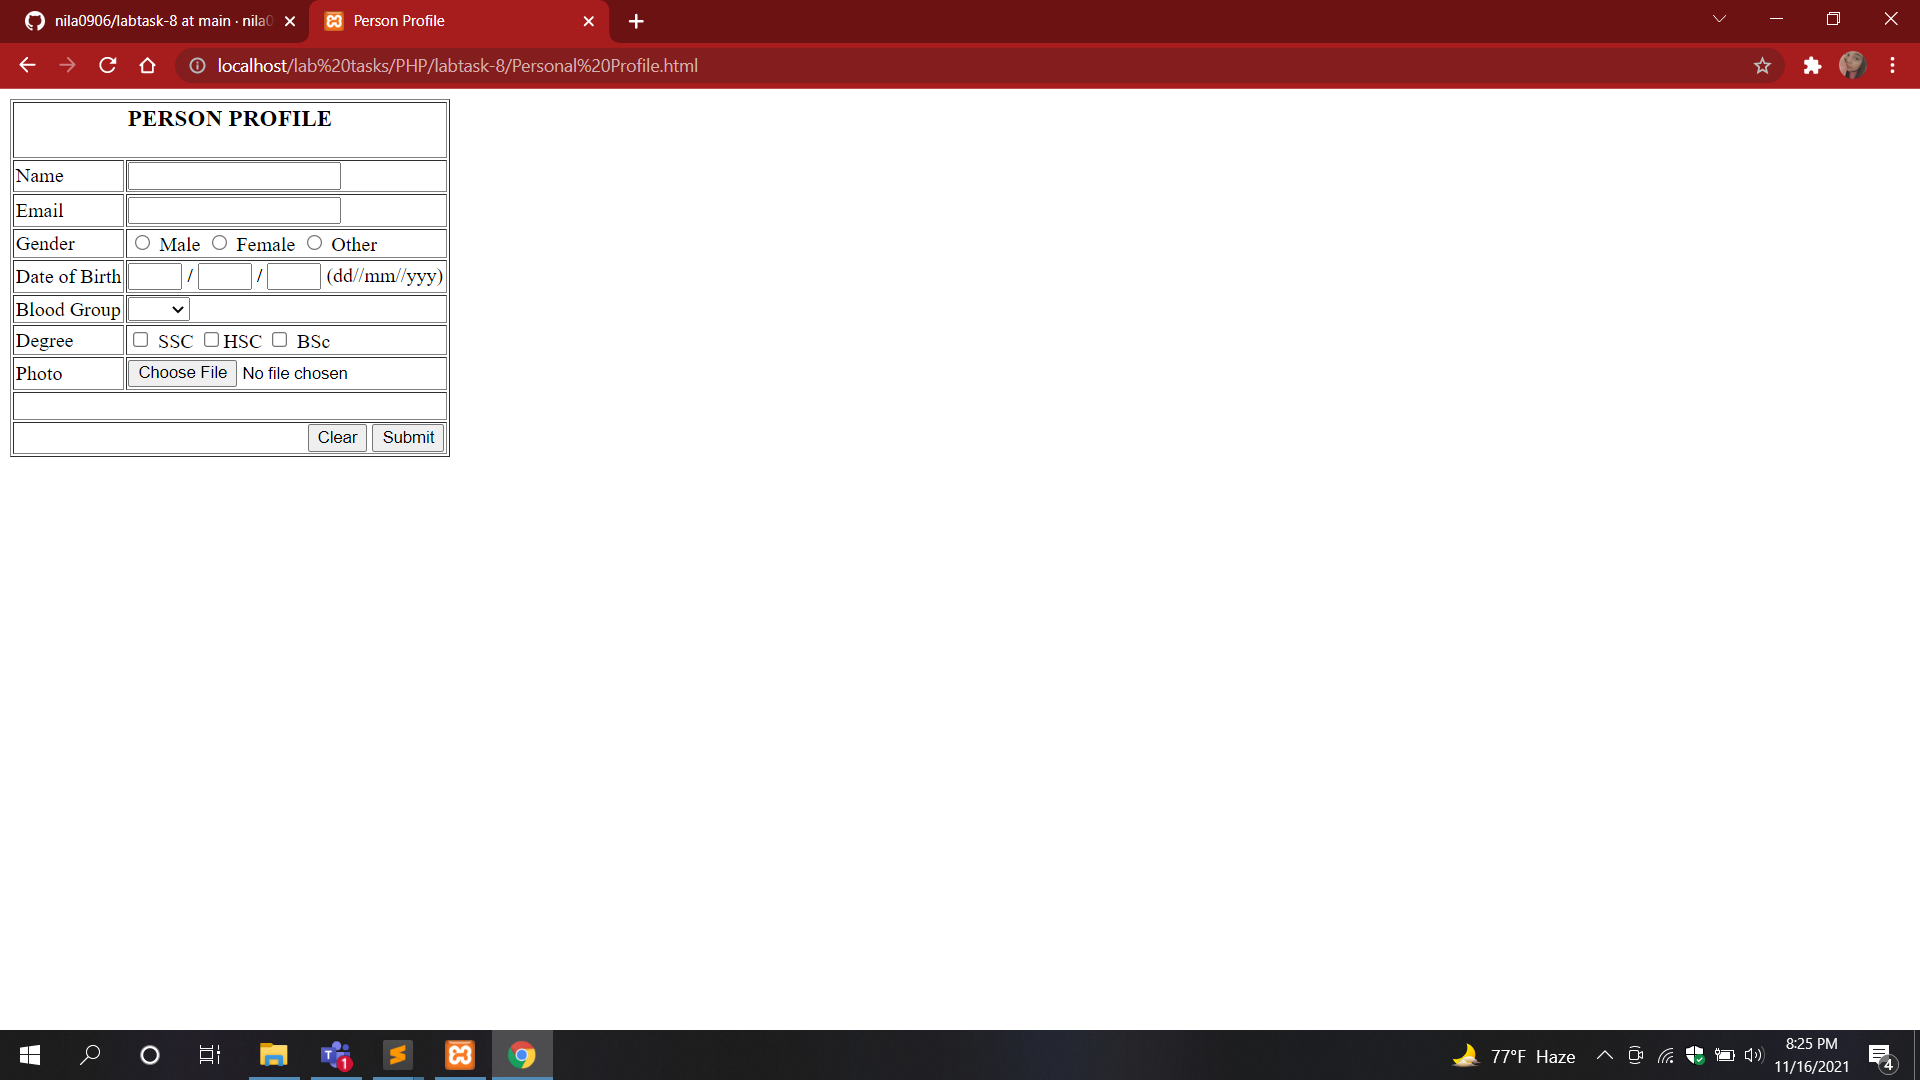 nila0906/labtask-8 at main · nila0
Person Profile
localhost/lab%20tasks/PHP/labtask-8/Personal%20Profile.html
PERSON PROFILE
Name
Email
Gender Male Female Other
Date of Birth / / (dd//mm//yyy)
Blood Group
Degree SSC HSC BSc
Photo Choose File No file chosen
Clear Submit
T 1 77°F Haze 8:25 PM
11/16/2021 4